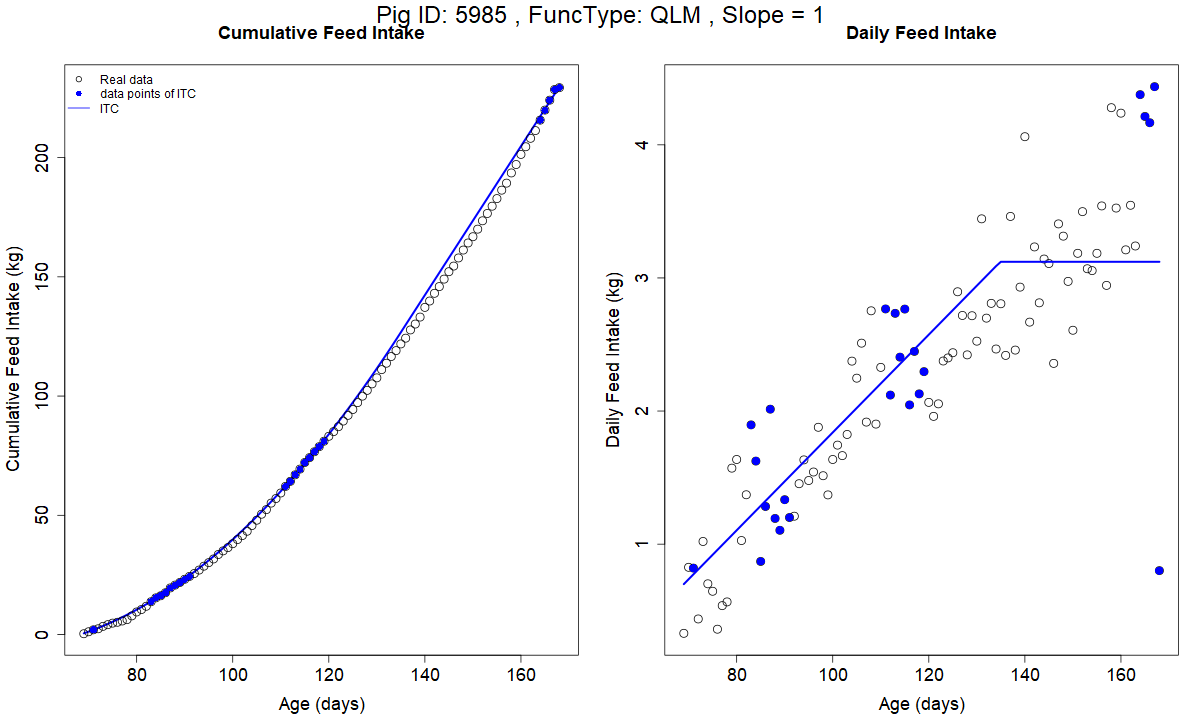 Pig ID: 5985 , FuncType: QLM , Slope = 1
Cumulative Feed Intake
Real data
data points of ITC
ITC
Cumulative Feed Intake (kg)
0
50
100
150
200
80
100
120
140
160
Age (days)
Daily Feed Intake
Daily Feed Intake (kg)
1
2
3
4
80
100
120
140
160
Age (days)